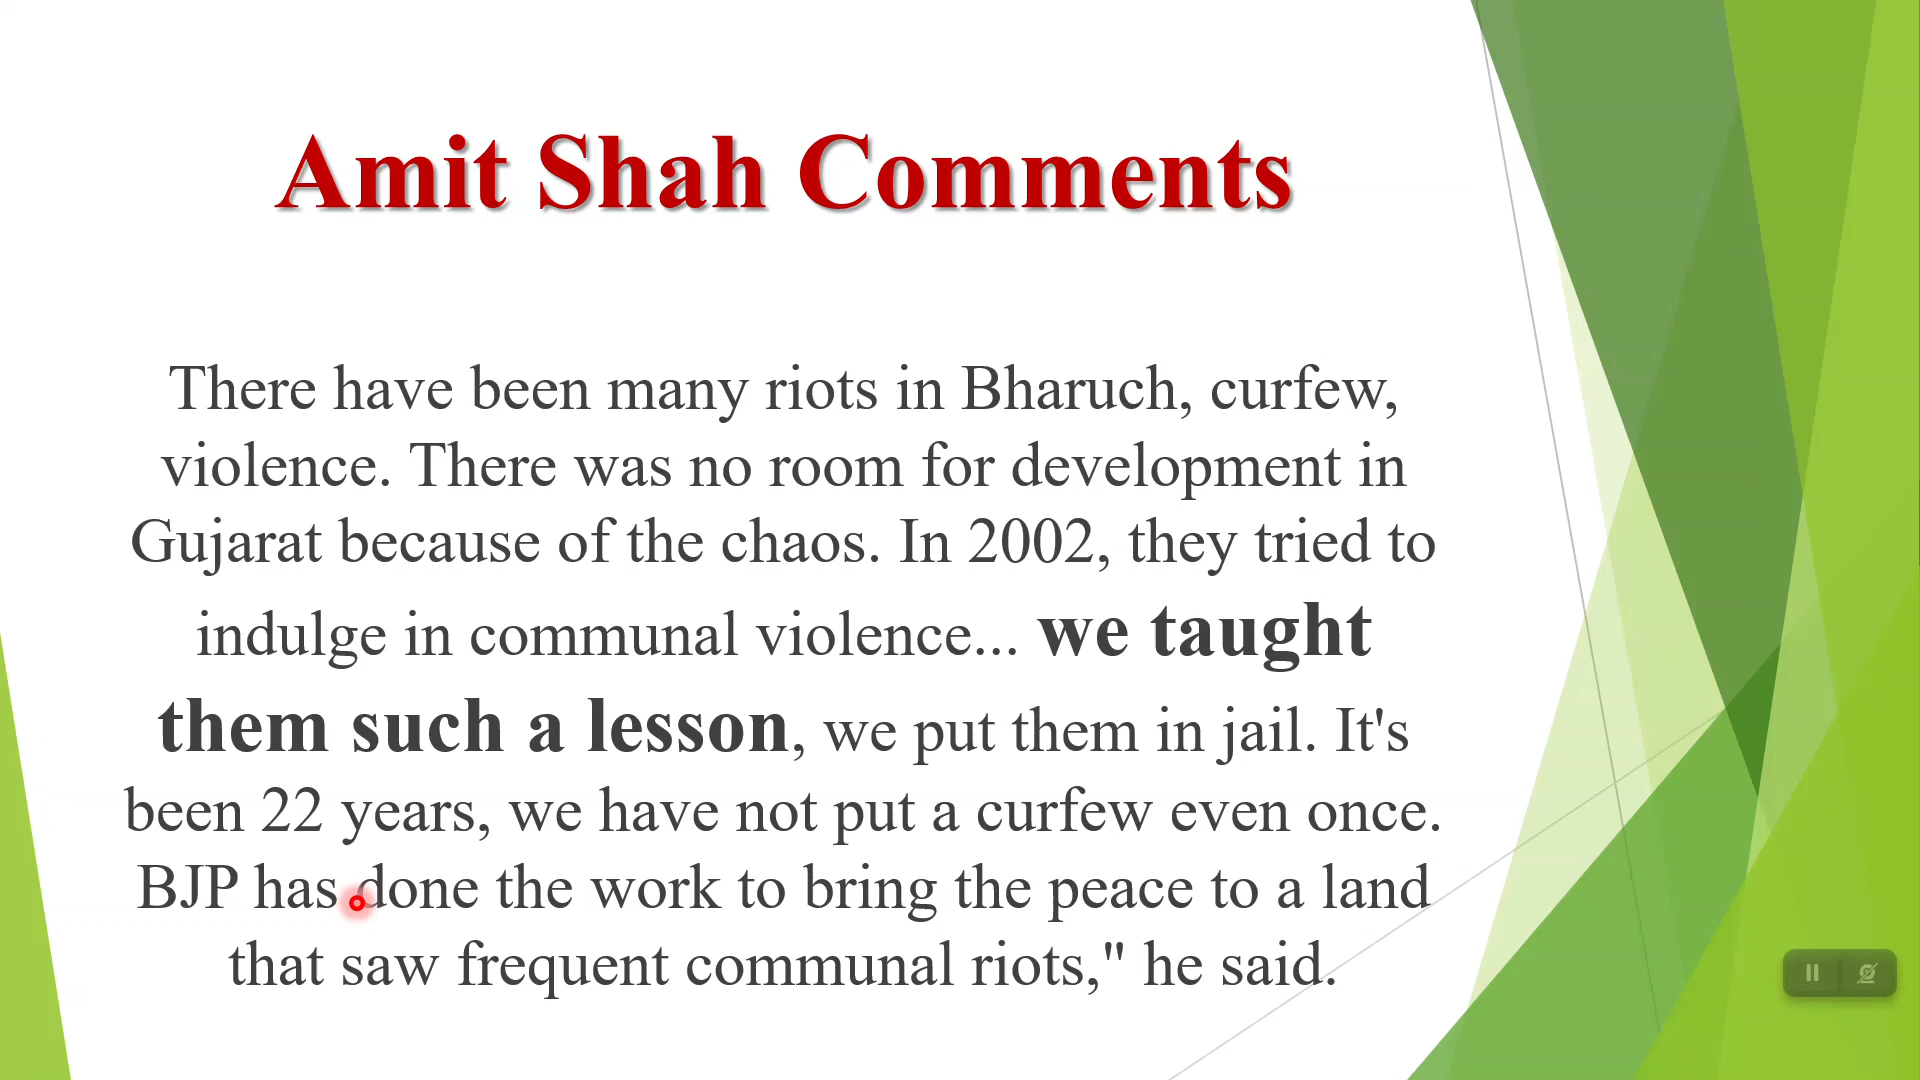 Amit Shah Comments
There have been many riots in Bharuch, curfew,
violence. There was no room for development in
Gujarat because of the chaos. In 2002, they tried to
indulge in communal violence... we taught
them such a lesson, we put them in jail. It's
been 22 years, we have not put a curfew even once.
BJP has done the work to bring the peace to a land
that saw frequent communal riots," he said.